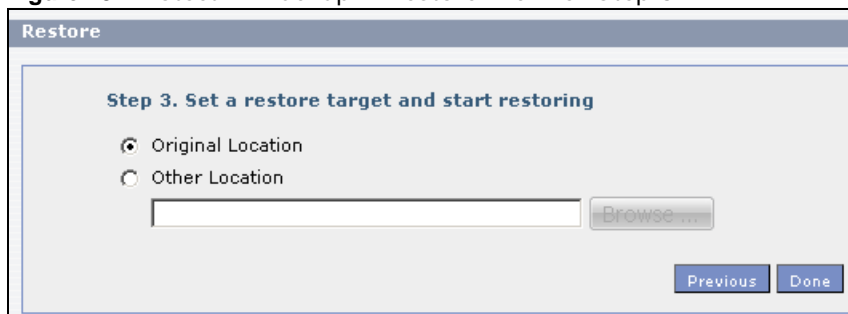 Restore
Step 3. Set a restore target and start restoring
Original Location
Other Location
Browse ...
Previous Done